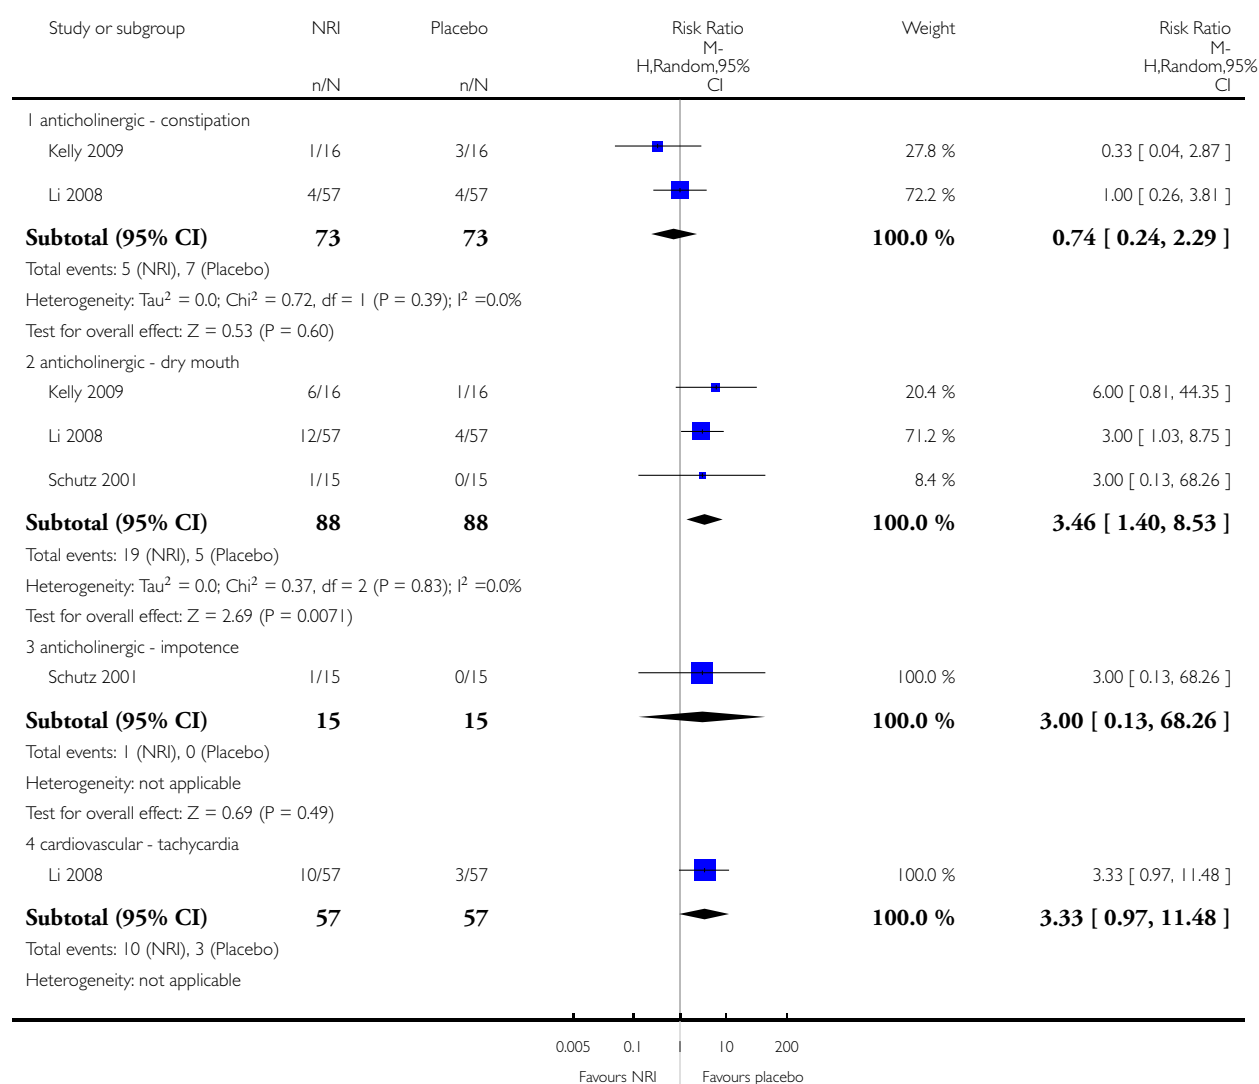 Study or subgroup NRI Placebo Risk Ratio Weight Risk Ratio
M- M-
H,Random,95% H,Random,95%
n/N n/N CI CI
1 anticholinergic - constipation
Kelly 2009 1/16 3/16 27.8 % 0.33 [ 0.04, 2.87 ]
Li 2008 4/57 4/57 72.2 % 1.00 [ 0.26, 3.81 ]
Subtotal (95% CI) 73 73 100.0 % 0.74 [ 0.24, 2.29 ]
Total events: 5 (NRI), 7 (Placebo)
Heterogeneity: Tau² = 0.0; Chi² = 0.72, df = 1 (P = 0.39); I² =0.0%
Test for overall effect: Z = 0.53 (P = 0.60)
2 anticholinergic - dry mouth
Kelly 2009 6/16 1/16 20.4 % 6.00 [ 0.81, 44.35 ]
Li 2008 12/57 4/57 71.2 % 3.00 [ 1.03, 8.75 ]
Schutz 2001 1/15 0/15 8.4 % 3.00 [ 0.13, 68.26 ]
Subtotal (95% CI) 88 88 100.0 % 3.46 [ 1.40, 8.53 ]
Total events: 19 (NRI), 5 (Placebo)
Heterogeneity: Tau² = 0.0; Chi² = 0.37, df = 2 (P = 0.83); I² =0.0%
Test for overall effect: Z = 2.69 (P = 0.0071)
3 anticholinergic - impotence
Schutz 2001 1/15 0/15 100.0 % 3.00 [ 0.13, 68.26 ]
Subtotal (95% CI) 15 15 100.0 % 3.00 [ 0.13, 68.26 ]
Total events: 1 (NRI), 0 (Placebo)
Heterogeneity: not applicable
Test for overall effect: Z = 0.69 (P = 0.49)
4 cardiovascular - tachycardia
Li 2008 10/57 3/57 100.0 % 3.33 [ 0.97, 11.48 ]
Subtotal (95% CI) 57 57 100.0 % 3.33 [ 0.97, 11.48 ]
Total events: 10 (NRI), 3 (Placebo)
Heterogeneity: not applicable
0.005 0.1 1 10 200
Favours NRI Favours placebo